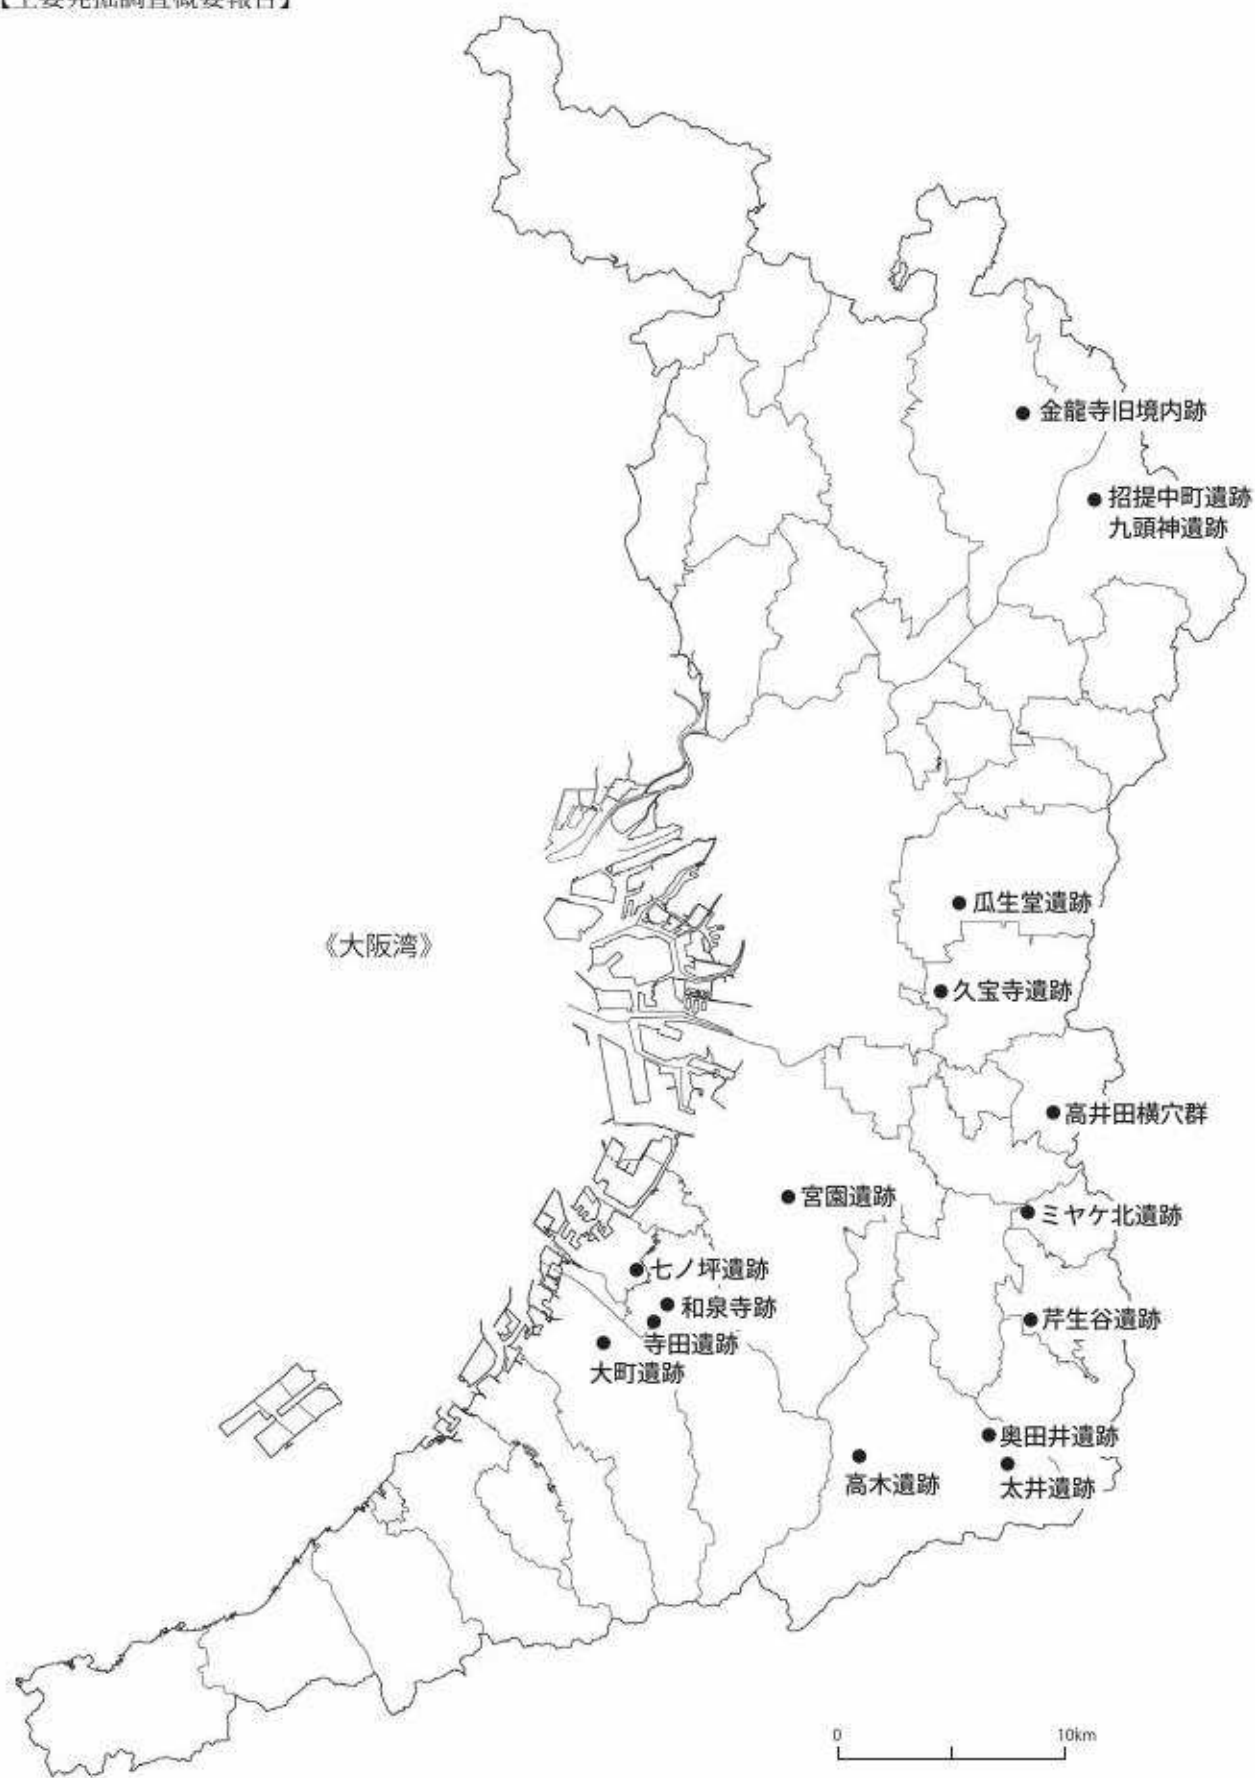 【主要発掘調査概要報告】
金龍寺旧境内跡
招提中町遺跡
九頭神遺跡
瓜生堂遺跡
《大阪湾》
久宝寺遺跡
高井田横穴群
宮園遺跡
ミヤケ北遺跡
七ノ坪遺跡
和泉寺跡
芹生谷遺跡
寺田遺跡
大町遺跡
奥田井遺跡
高木遺跡
太井遺跡
0 10km